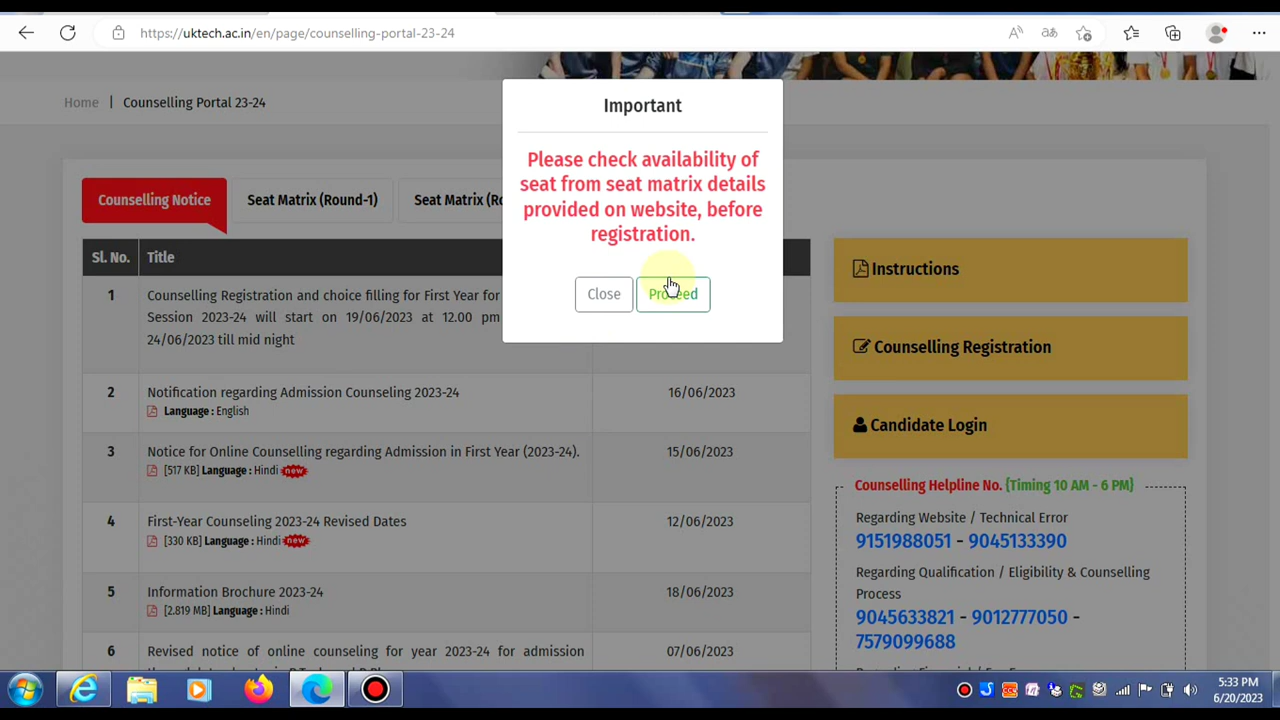 https://uktech.ac.in/en/page/counselling-portal-23-24
Home | Counselling Portal 23-24
Important
Please check availability of
seat from seat matrix details
provided on website, before
registration.
Close
Proceed
Counselling Notice
Seat Matrix (Round-1)
Seat Matrix
Sl. No.
Title
1
Counselling Registration and choice filling for First Year for
Session 2023-24 will start on 19/06/2023 at 12.00 pm
24/06/2023 till mid night
2
Notification regarding Admission Counseling 2023-24
16/06/2023
Language : English
3
Notice for Online Counselling regarding Admission in First Year (2023-24).
15/06/2023
[517 KB] Language : Hindi new
4
First-Year Counseling 2023-24 Revised Dates
12/06/2023
[330 KB] Language : Hindi new
5
Information Brochure 2023-24
18/06/2023
[2.819 MB] Language : Hindi
6
Revised notice of online counseling for year 2023-24 for admission
07/06/2023
Instructions
Counselling Registration
Candidate Login
Counselling Helpline No. {Timing 10 AM - 6 PM}
Regarding Website / Technical Error
9151988051 - 9045133390
Regarding Qualification / Eligibility & Counselling
Process
9045633821 - 9012777050 -
7579099688
5:33 PM
6/20/2023